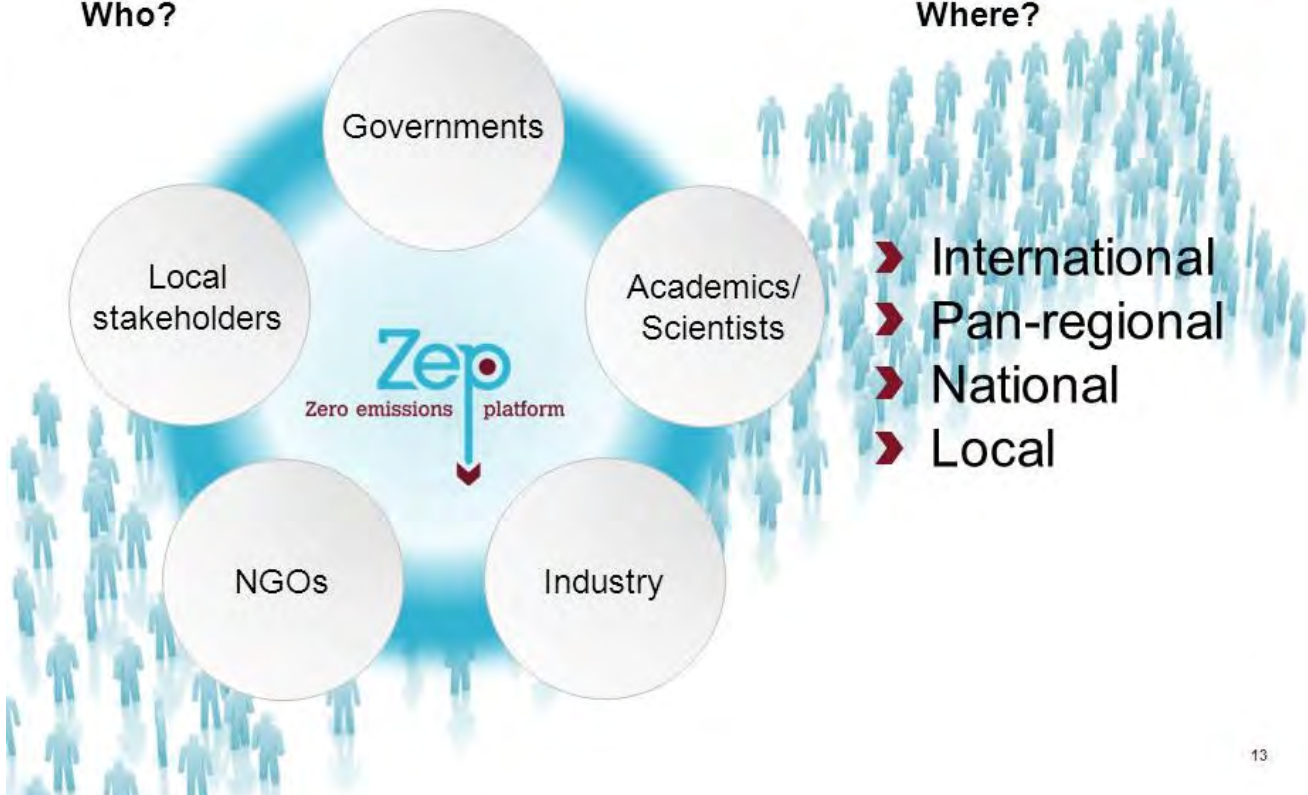 Who?
Where?
Governments
Local
stakeholders
Academics/
Scientists
Zep
Zero emissions platform
NGOs
Industry
International
Pan-regional
National
Local
13